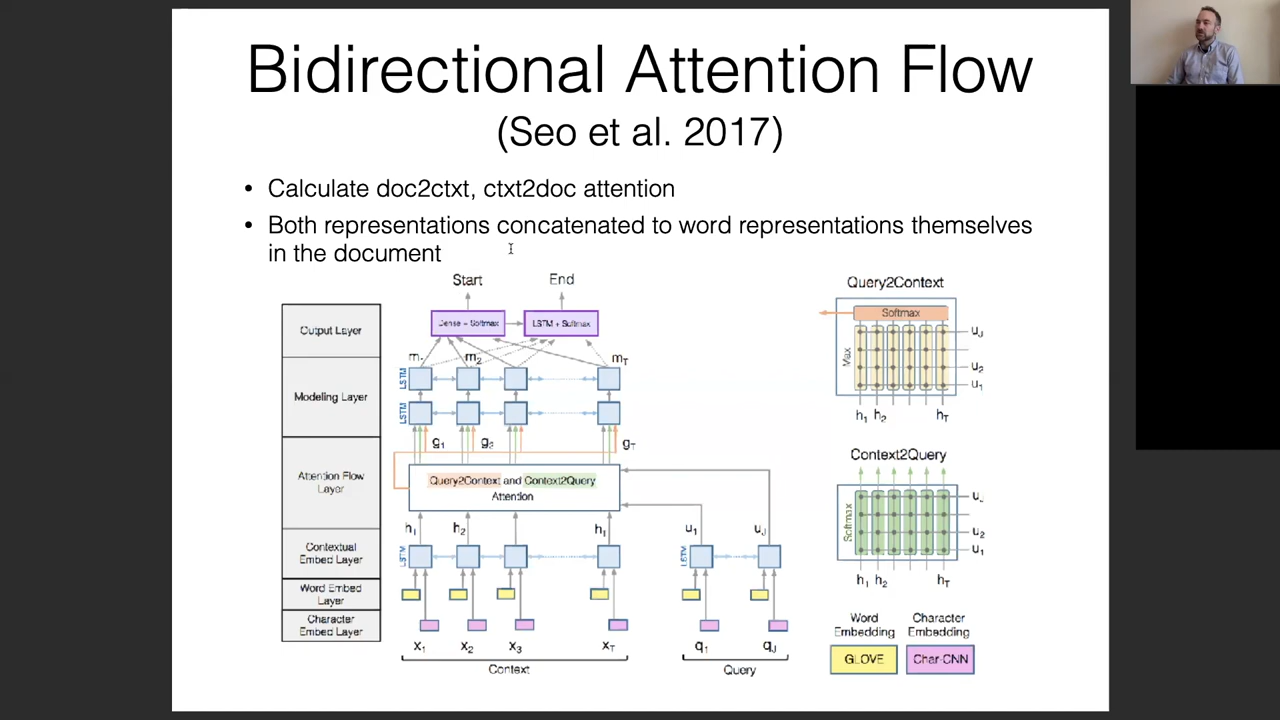 Bidirectional Attention Flow
(Seo et al. 2017)
• Calculate doc2ctxt, ctxt2doc attention
• Both representations concatenated to word representations themselves
in the document
Start End
Output Layer
Dense + Softmax
LSTM + Softmax
m₁ m₂ mT
Modeling Layer
LSTM
LSTM
g₁ g₂ gT
Attention Flow
Layer
Query2Context and Context2Query
Attention
h₁ h₂ h₁ u₁ uJ
Contextual
Embed Layer
LSTM
LSTM
Word Embed
Layer
Character
Embed Layer
x₁ x₂ x₃ xT q₁ qJ
Context Query
Query2Context
Softmax
Max
uJ
u₂
u₁
h₁ h₂ hT
Context2Query
Softmax
uJ
u₂
u₁
h₁ h₂ hT
Word
Embedding
Character
Embedding
GLOVE
Char-CNN